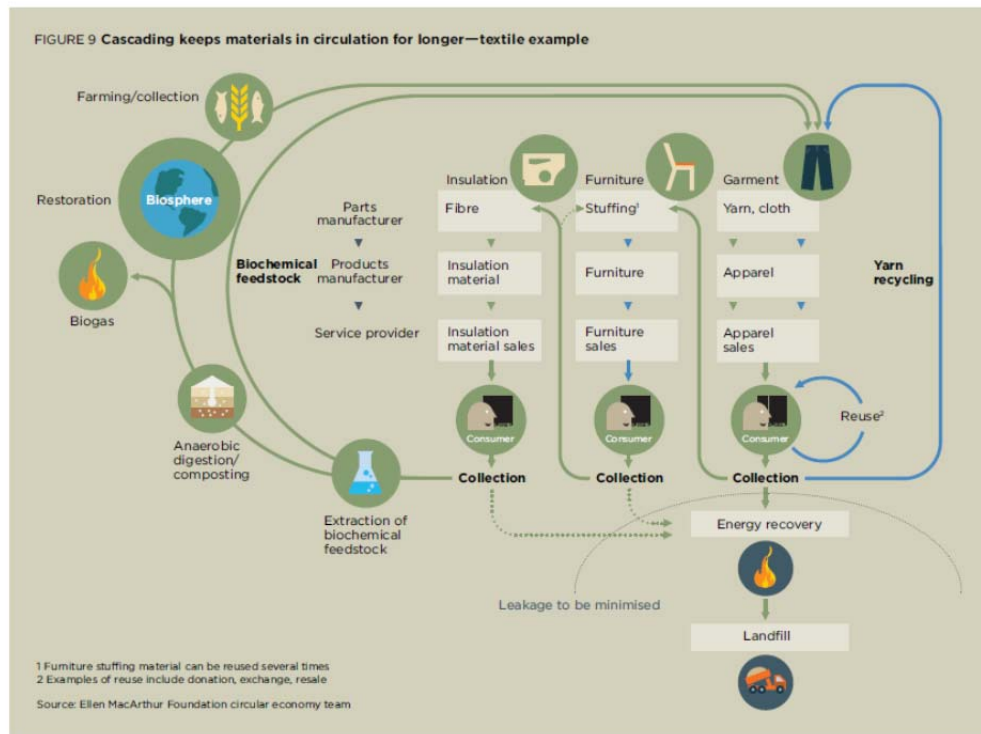 FIGURE 9 Cascading keeps materials in circulation for longer—textile example
Farming/collection
Restoration
Biosphere
Biogas
Anaerobic
digestion/
composting
Extraction of
biochemical
feedstock
Biochemical
feedstock
Parts
manufacturer
Products
manufacturer
Service provider
Insulation
Fibre
Insulation
material
Insulation
material sales
Consumer
Collection
Furniture
Stuffing¹
Furniture
Furniture
sales
Consumer
Collection
Garment
Yarn, cloth
Apparel
Apparel
sales
Consumer
Collection
Yarn
recycling
Reuse²
Energy recovery
Leakage to be minimised
Landfill
1 Furniture stuffing material can be reused several times
2 Examples of reuse include donation, exchange, resale
Source: Ellen MacArthur Foundation circular economy team